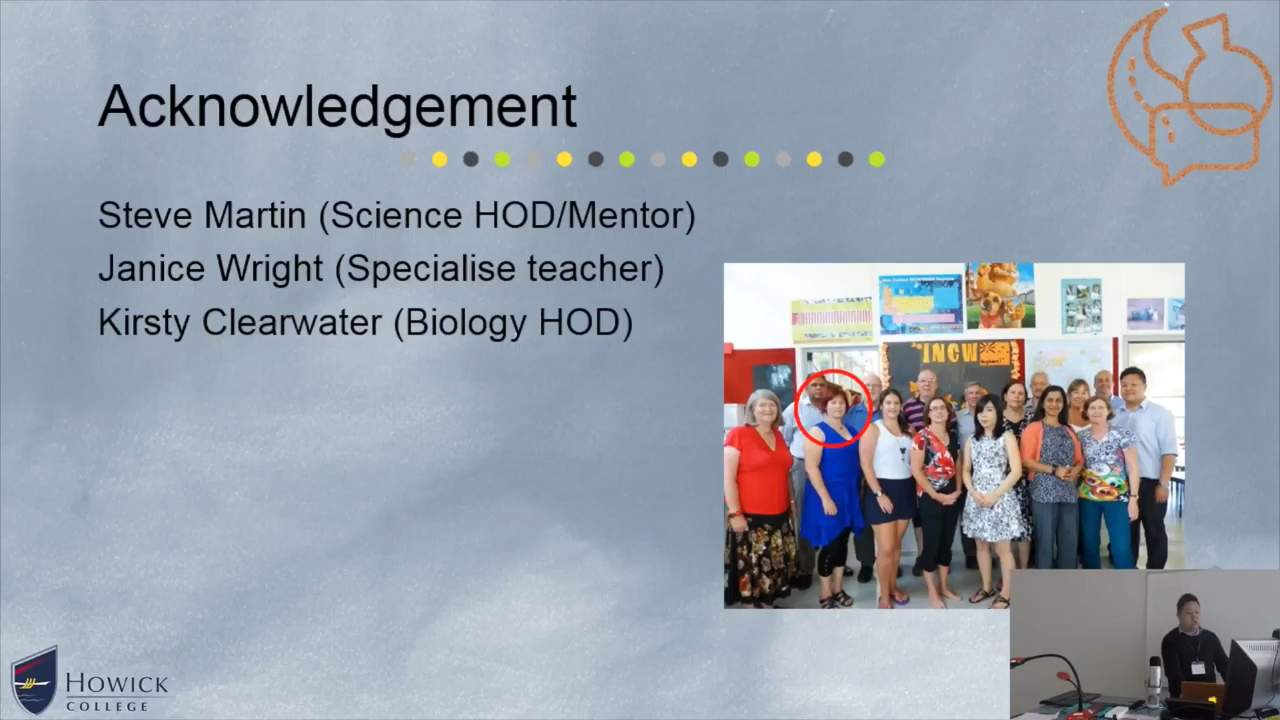 Acknowledgement
Steve Martin (Science HOD/Mentor)
Janice Wright (Specialise teacher)
Kirsty Clearwater (Biology HOD)
HOWICK
COLLEGE